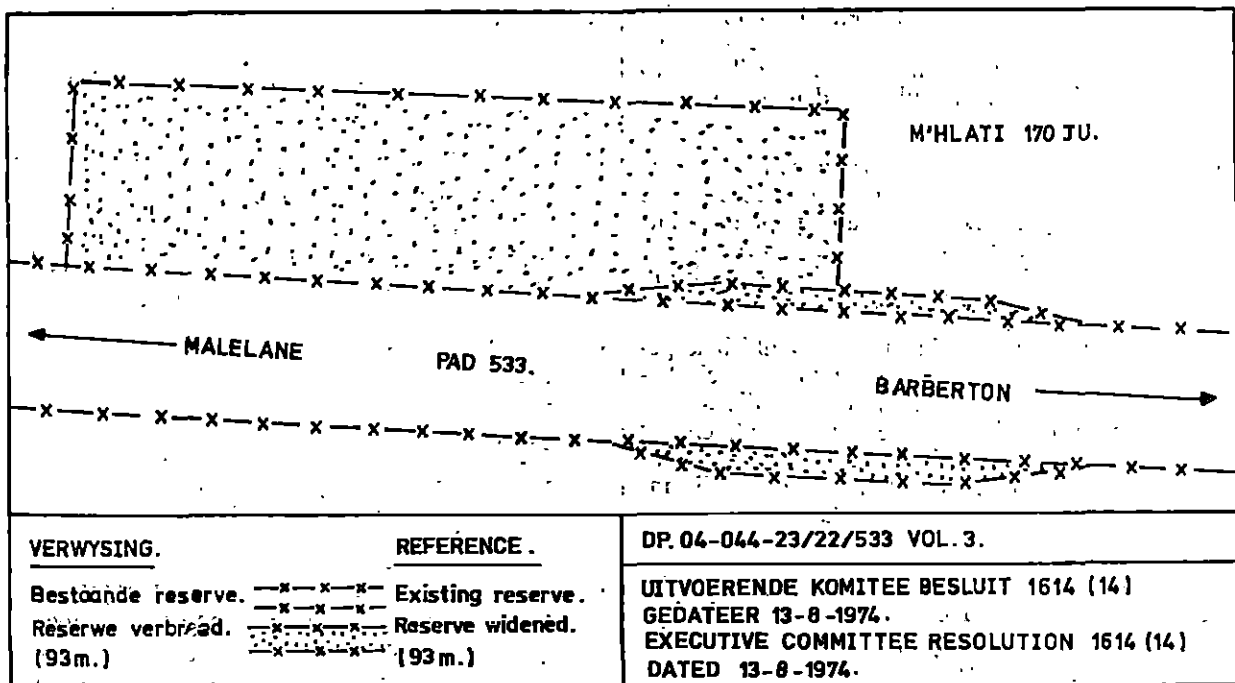 M'HLATI 170 JU.
MALELANE
PAD 533.
BARBERTON
VERWYSING.
REFERENCE.
Bestaande reserve.
Existing reserve.
Reserwe verbreed.
Reserve widened.
(93m.)
(93m.)
DP. 04-044-23/22/533 VOL. 3.
UITVOERENDE KOMITEE BESLUIT 1614 (14)
GEDATEER 13-8-1974.
EXECUTIVE COMMITTEE RESOLUTION 1614 (14)
DATED 13-8-1974.